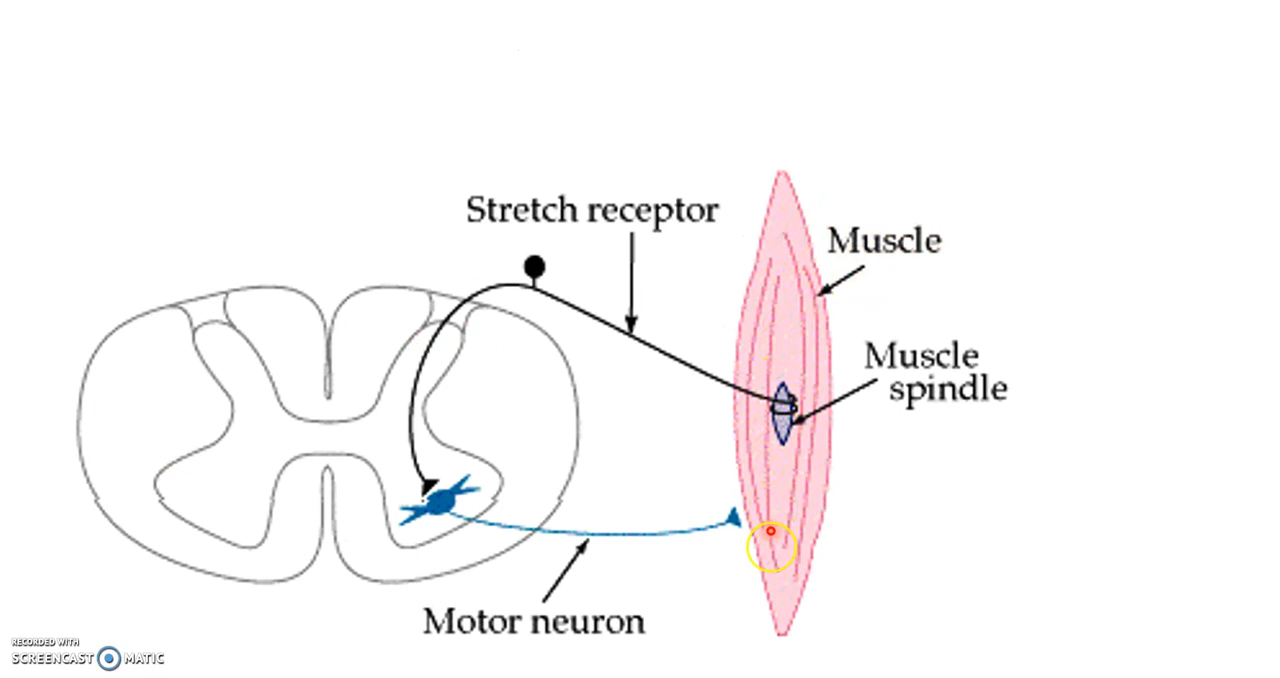 Stretch receptor
Muscle
Muscle
spindle
Motor neuron
RECORDED WITH
SCREENCAST MATIC